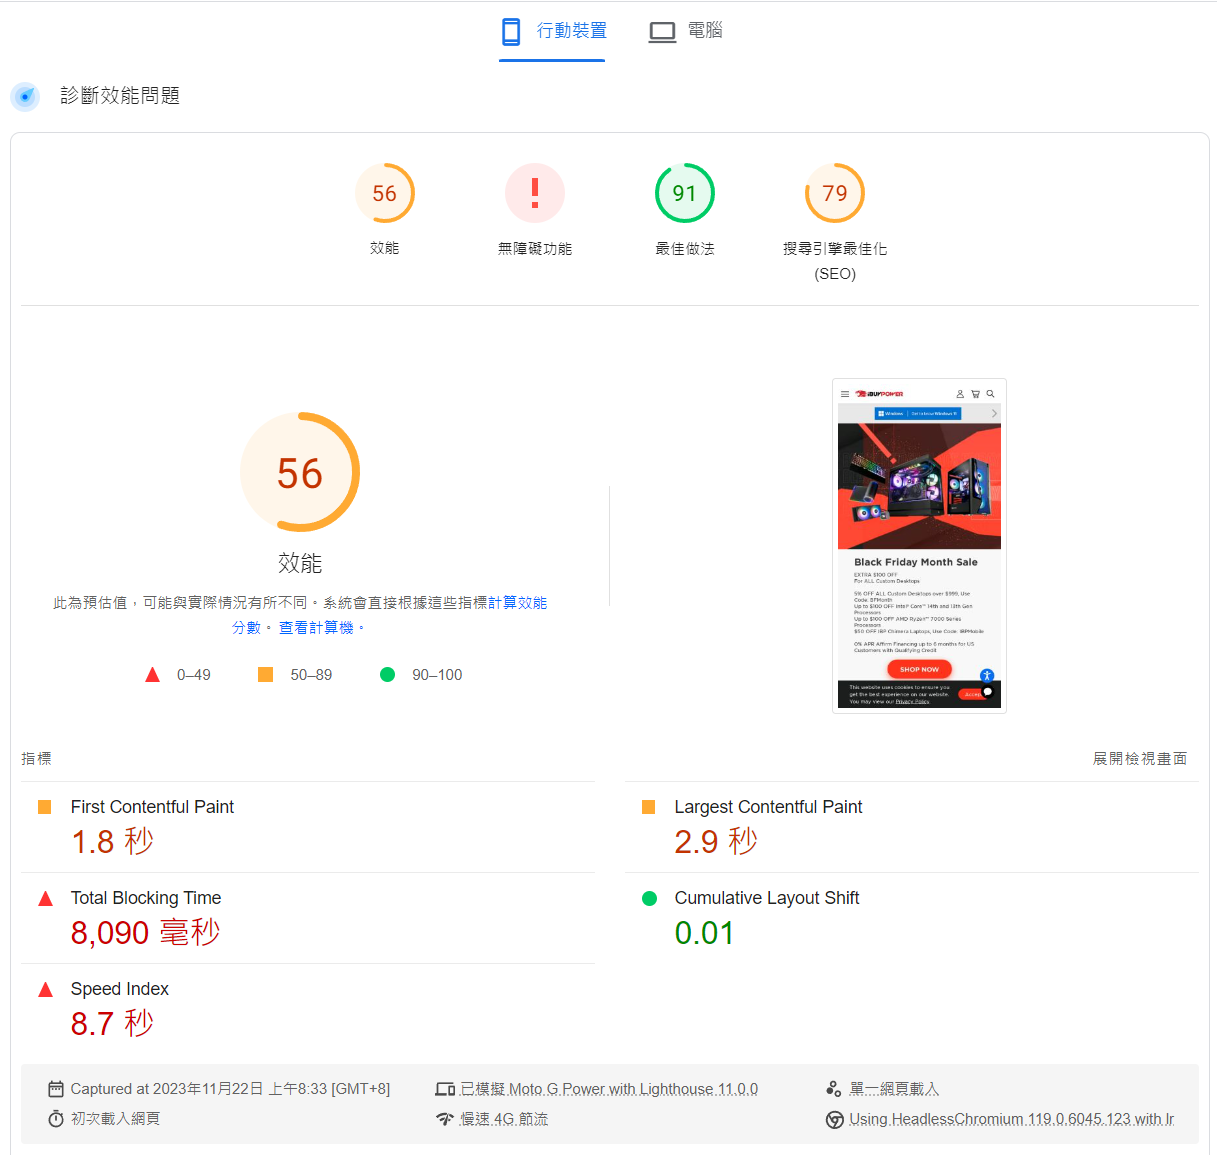 行動裝置
電腦
診斷效能問題
56
91
79
效能
無障礙功能
最佳做法
搜尋引擎最佳化
(SEO)
56
效能
此為預估值，可能與實際情況有所不同。系統會直接根據這些指標計算效能
分數。 查看計算機。
0–49
50–89
90–100
iBUYPOWER
Windows | Get to know Windows 11
Black Friday Month Sale
EXTRA $100 OFF
For ALL Custom Desktops
5% OFF ALL Custom Desktops over $999, Use
Code: BFMonth
Up to $100 OFF Intel® Core™ 14th and 13th Gen
Processors
Up to $100 OFF AMD Ryzen™ 7000 Series
Processors
$50 OFF iBP Chimera Laptops, Use Code: iBPMobile
0% APR Affirm Financing up to 6 months for US
Customers with Qualifying Credit
SHOP NOW
This website uses cookies to ensure you
get the best experience on our website.
You may view our Privacy Policy.
指標
展開檢視畫面
First Contentful Paint
1.8 秒
Largest Contentful Paint
2.9 秒
Total Blocking Time
8,090 毫秒
Cumulative Layout Shift
0.01
Speed Index
8.7 秒
Captured at 2023年11月22日 上午8:33 [GMT+8]
已模擬 Moto G Power with Lighthouse 11.0.0
單一網頁載入
初次載入網頁
慢速 4G 節流
Using HeadlessChromium 119.0.6045.123 with lr